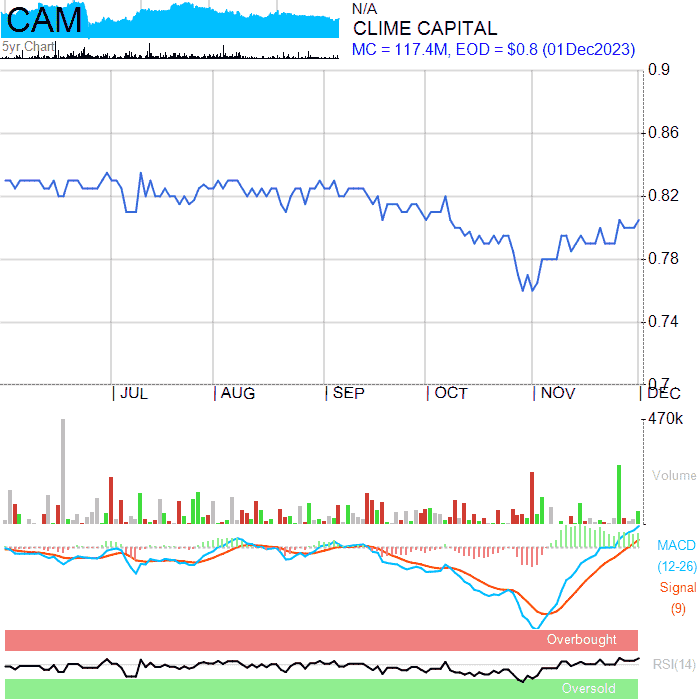 CAM
5yr Chart
N/A
CLIME CAPITAL
MC = 117.4M, EOD = $0.8 (01Dec2023)
0.9
0.86
0.82
0.78
0.74
0.7
JUL AUG SEP OCT NOV DEC
470k
Volume
MACD
(12-26)
Signal
(9)
Overbought
RSI(14)
Oversold